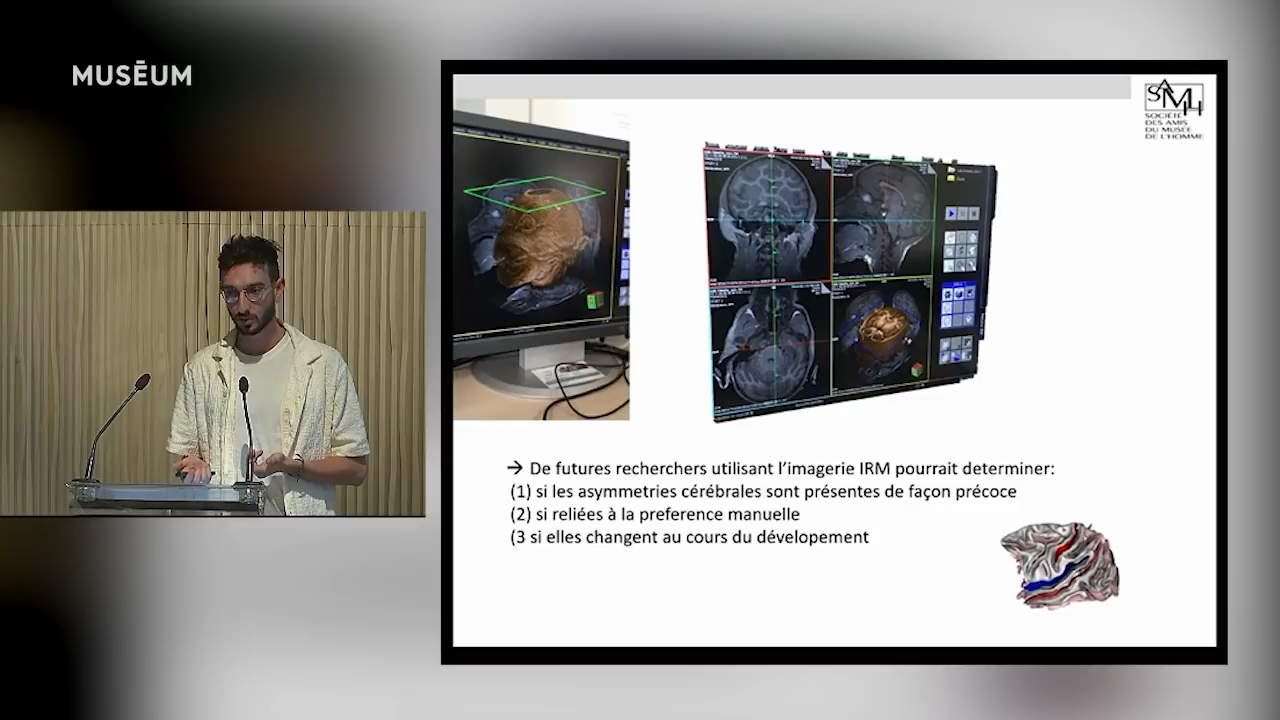 MUSĒUM
SAMH
SOCIÉTÉ
DES AMIS
DU MUSÉE
DE L'HOMME
→ De futures recherchers utilisant l'imagerie IRM pourrait determiner:
(1) si les asymmetries cérébrales sont présentes de façon précoce
(2) si reliées à la preference manuelle
(3 si elles changent au cours du dévelopement